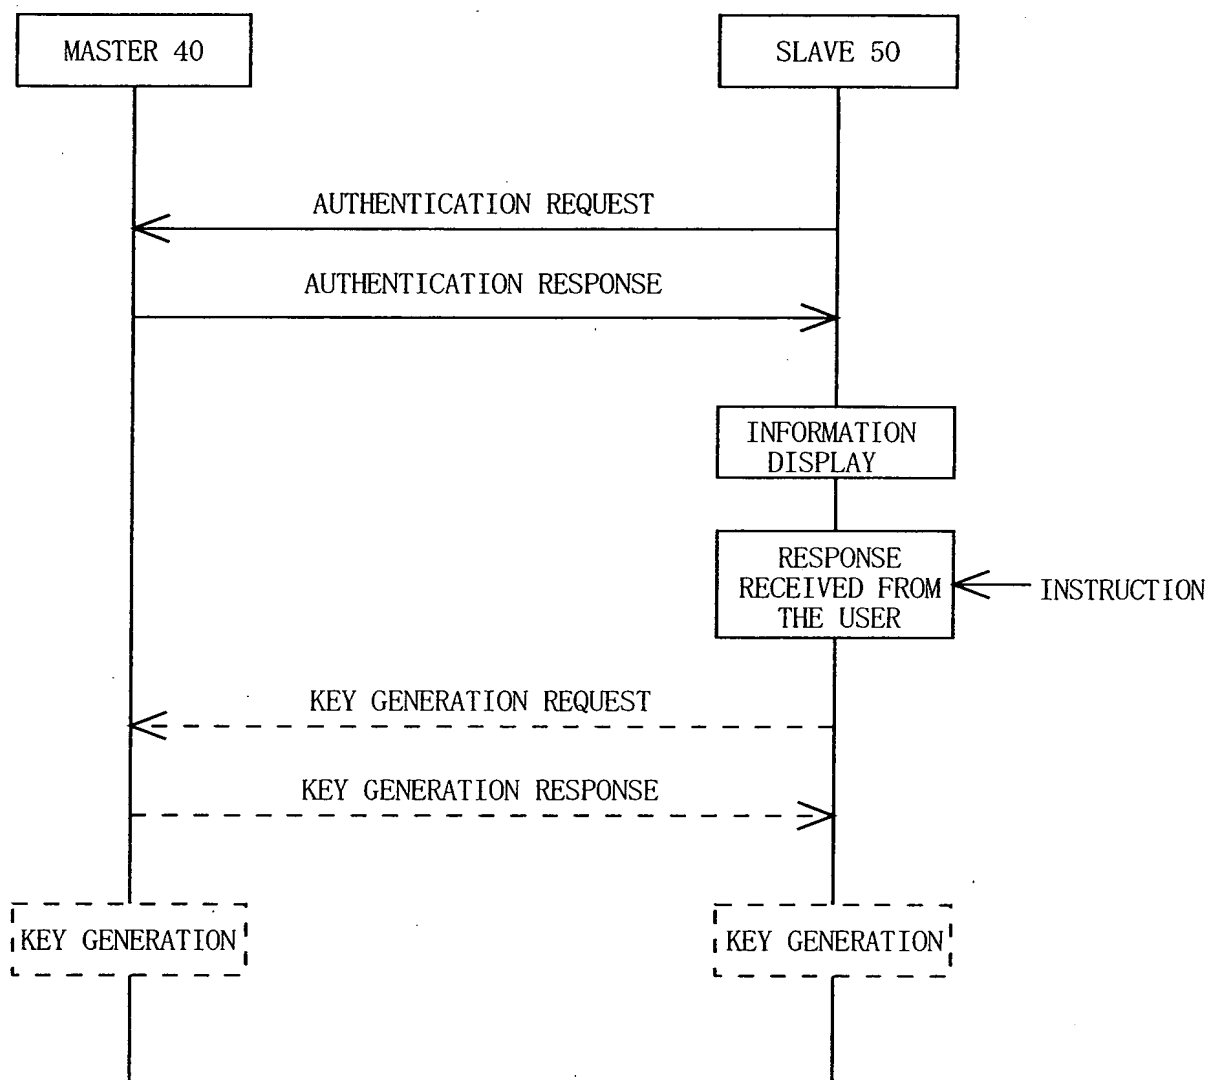 MASTER 40
SLAVE 50
AUTHENTICATION REQUEST
AUTHENTICATION RESPONSE
INFORMATION
DISPLAY
RESPONSE
RECEIVED FROM
THE USER
INSTRUCTION
KEY GENERATION REQUEST
KEY GENERATION RESPONSE
KEY GENERATION
KEY GENERATION